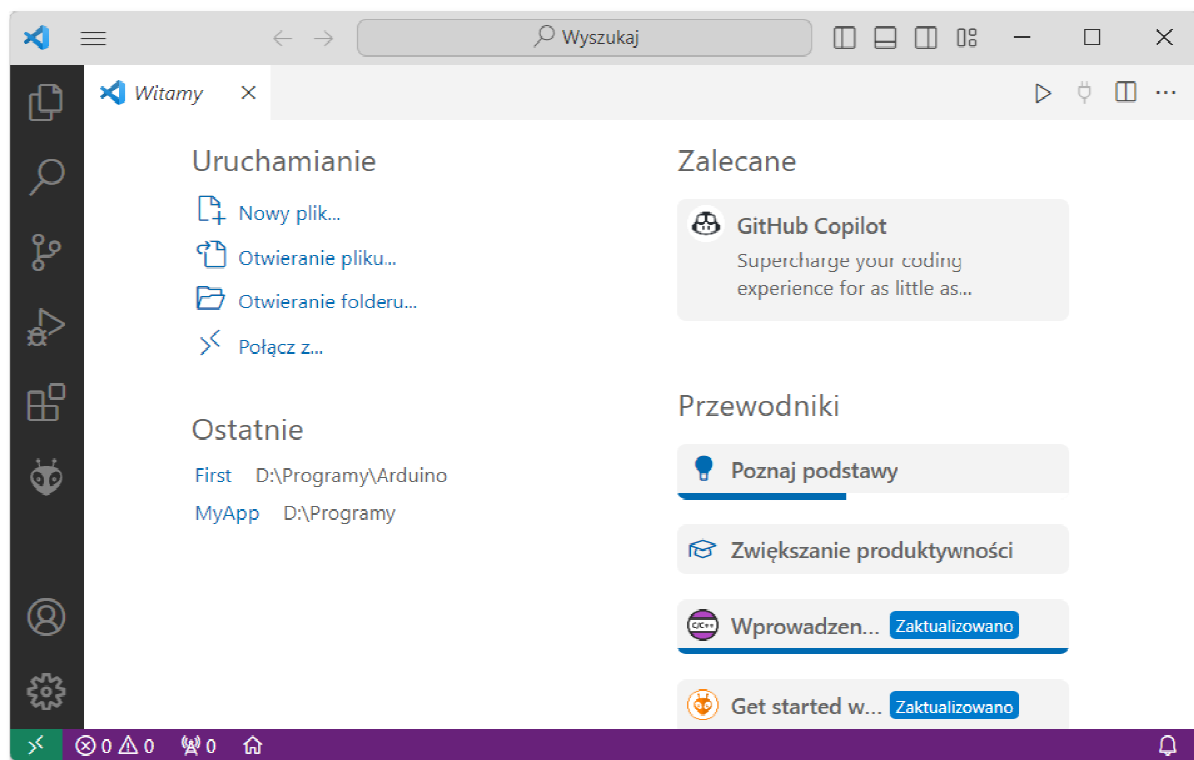 Wyszukaj
Witamy
Uruchamianie
Nowy plik...
Otwieranie pliku...
Otwieranie folderu...
Połącz z...
Ostatnie
First D:\Programy\Arduino
MyApp D:\Programy
Zalecane
GitHub Copilot
Supercharge your coding
experience for as little as...
Przewodniki
Poznaj podstawy
Zwiększanie produktywności
C/C++ Wprowadzen... Zaktualizowano
Get started w... Zaktualizowano
0 0 0